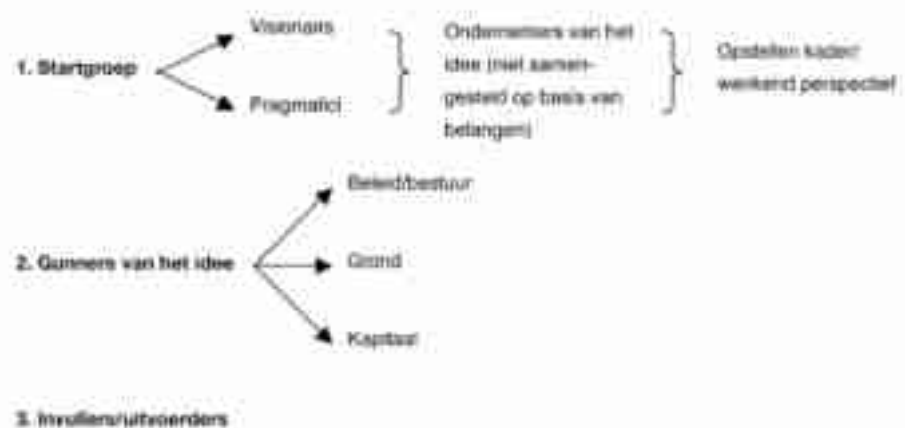 1. Startgroep
Visionairs
Pragmatici
Ondernemers van het
idee (niet samen-
gesteld op basis van
belangen)
Opstellen kader/
wenkend perspectief
2. Gunners van het idee
Beleid/bestuur
Grond
Kapitaal
3. Invullers/uitvoerders